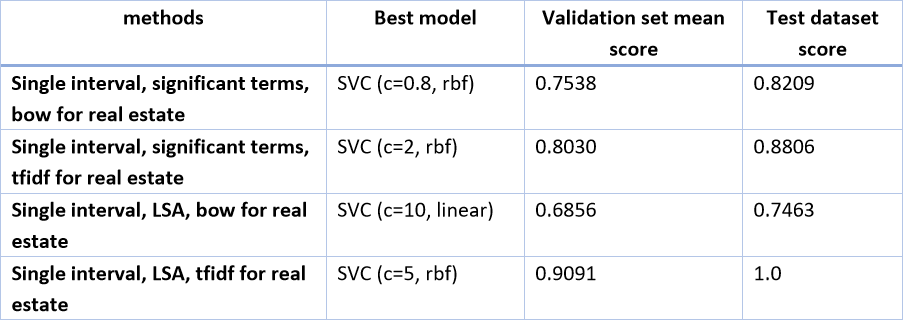 methods Best model Validation set mean score Test dataset score
Single interval, significant terms, bow for real estate SVC (c=0.8, rbf) 0.7538 0.8209
Single interval, significant terms, tfidf for real estate SVC (c=2, rbf) 0.8030 0.8806
Single interval, LSA, bow for real estate SVC (c=10, linear) 0.6856 0.7463
Single interval, LSA, tfidf for real estate SVC (c=5, rbf) 0.9091 1.0